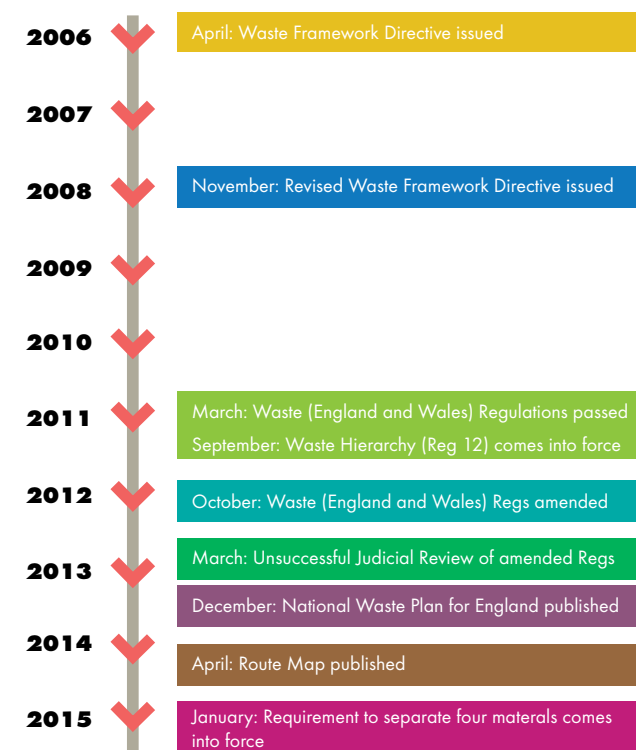 2006
April: Waste Framework Directive issued
2007
2008
November: Revised Waste Framework Directive issued
2009
2010
2011
March: Waste (England and Wales) Regulations passed
September: Waste Hierarchy (Reg 12) comes into force
2012
October: Waste (England and Wales) Regs amended
2013
March: Unsuccessful Judicial Review of amended Regs
December: National Waste Plan for England published
2014
April: Route Map published
2015
January: Requirement to separate four materals comes
into force